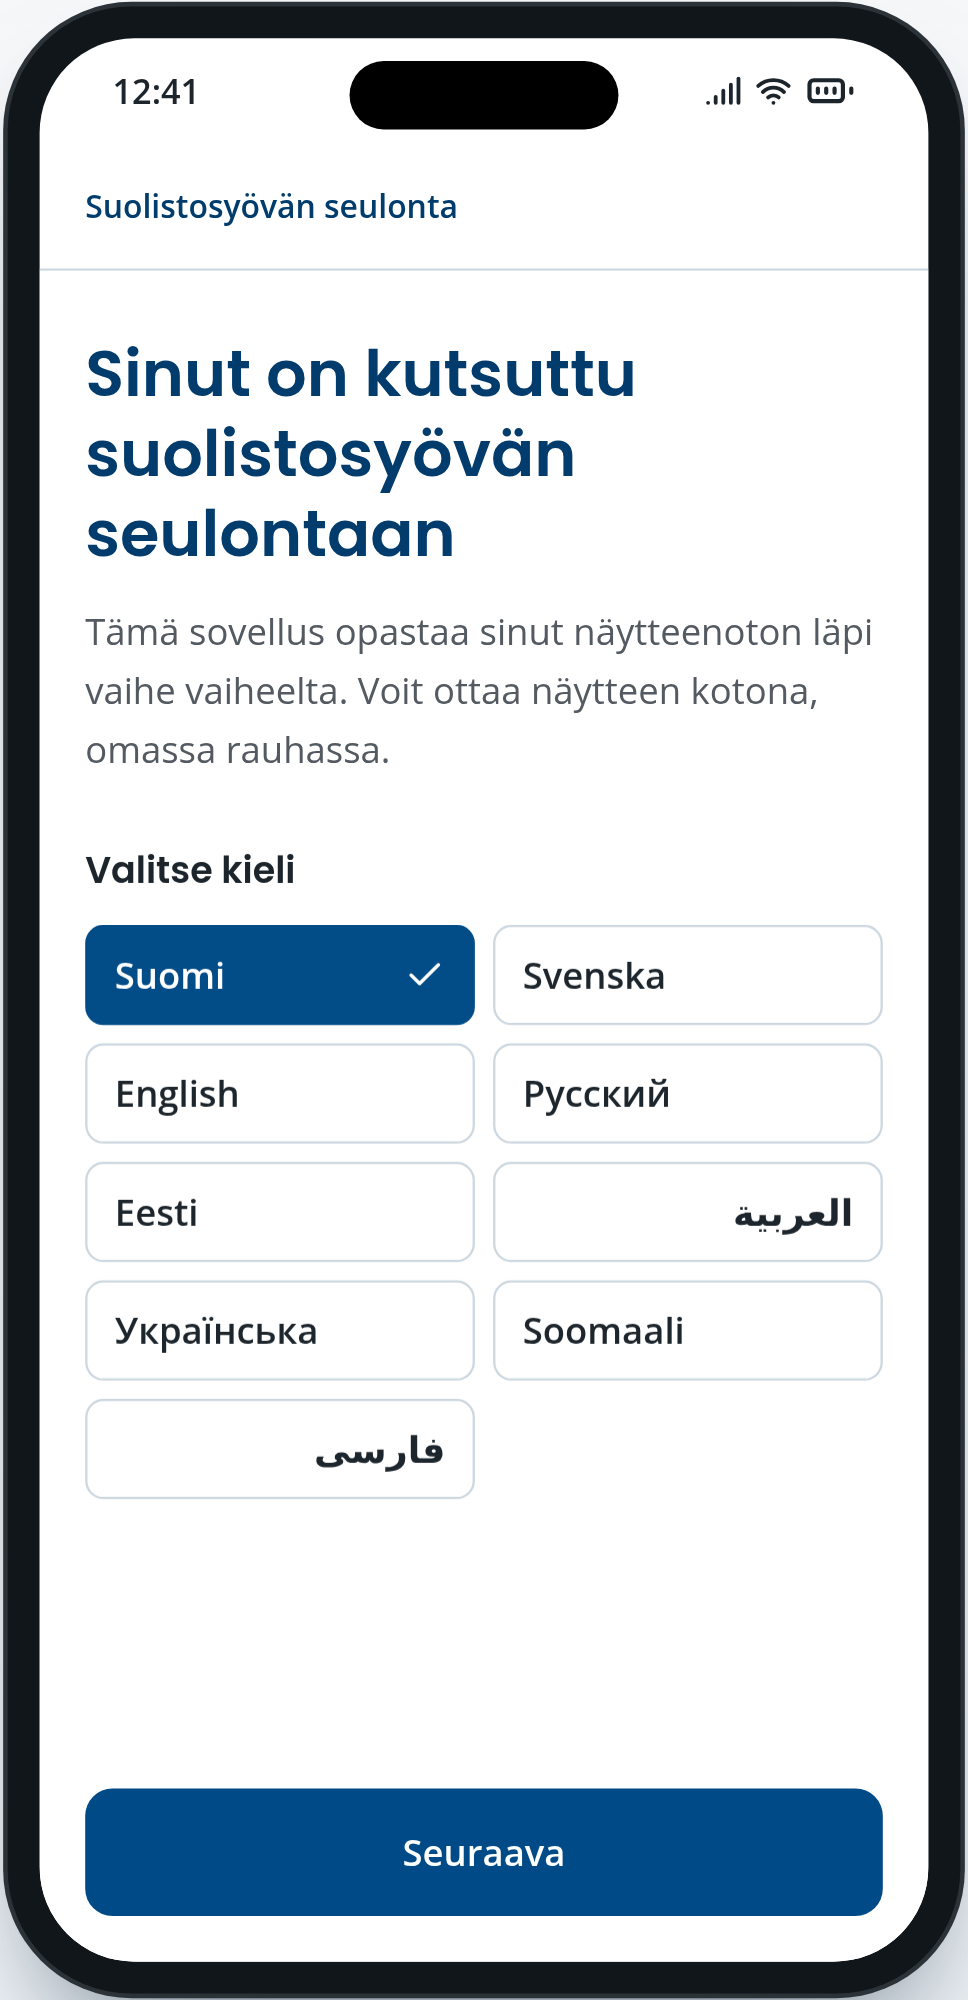 12:41
Suolistosyövän seulonta
Sinut on kutsuttu
suolistosyövän
seulontaan
Tämä sovellus opastaa sinut näytteenoton läpi
vaihe vaiheelta. Voit ottaa näytteen kotona,
omassa rauhassa.
Valitse kieli
Suomi
Svenska
English
Русский
Eesti
العربية
Українська
Soomaali
فارسی
Seuraava